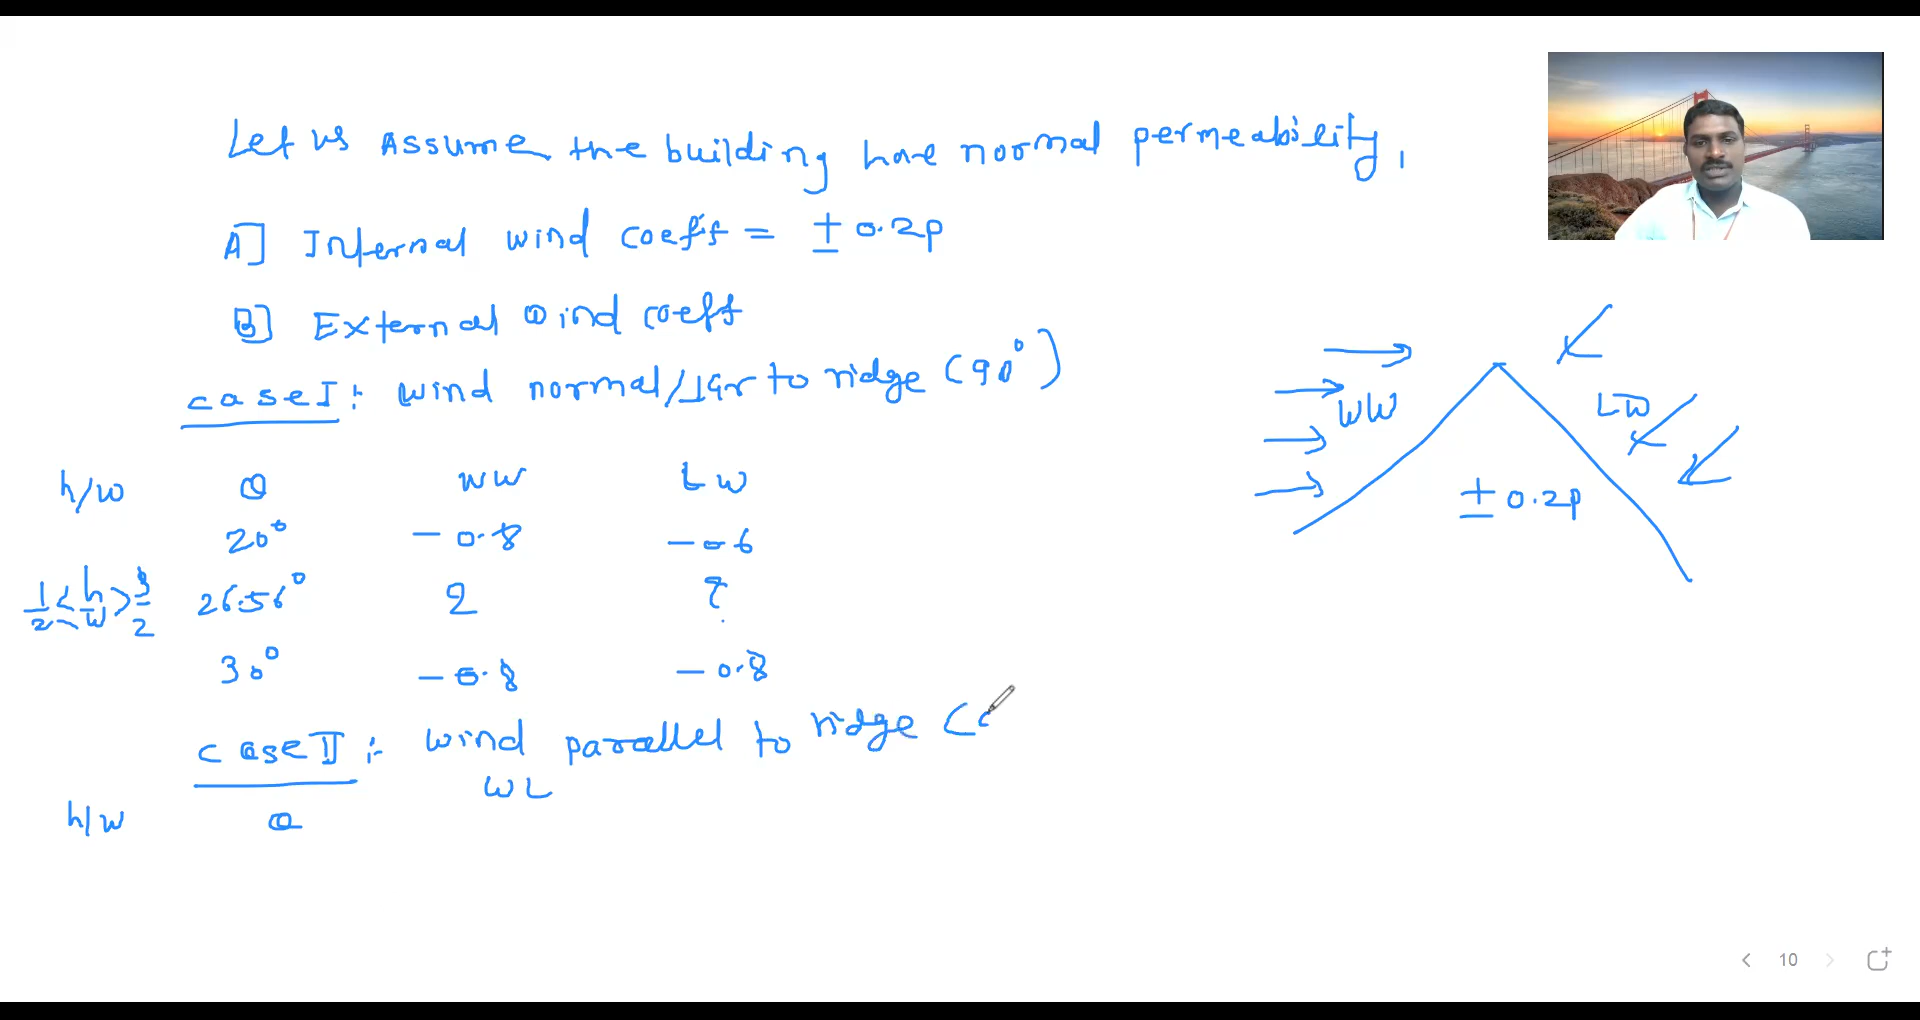 Let us Assume the building have normal permeability,
A] Internal wind coeff = ± 0.2p
B] External wind coeff
case I :- wind normal/⊥ar to ridge (90°)
WW
LW
± 0.2p
h/w θ WW LW
20° - 0.8 - 0.6
1/2 < h/w > 3/2 26.56° ? ?
30° - 0.8 - 0.8
case II :- wind parallel to ridge (
WL
h/w θ
10